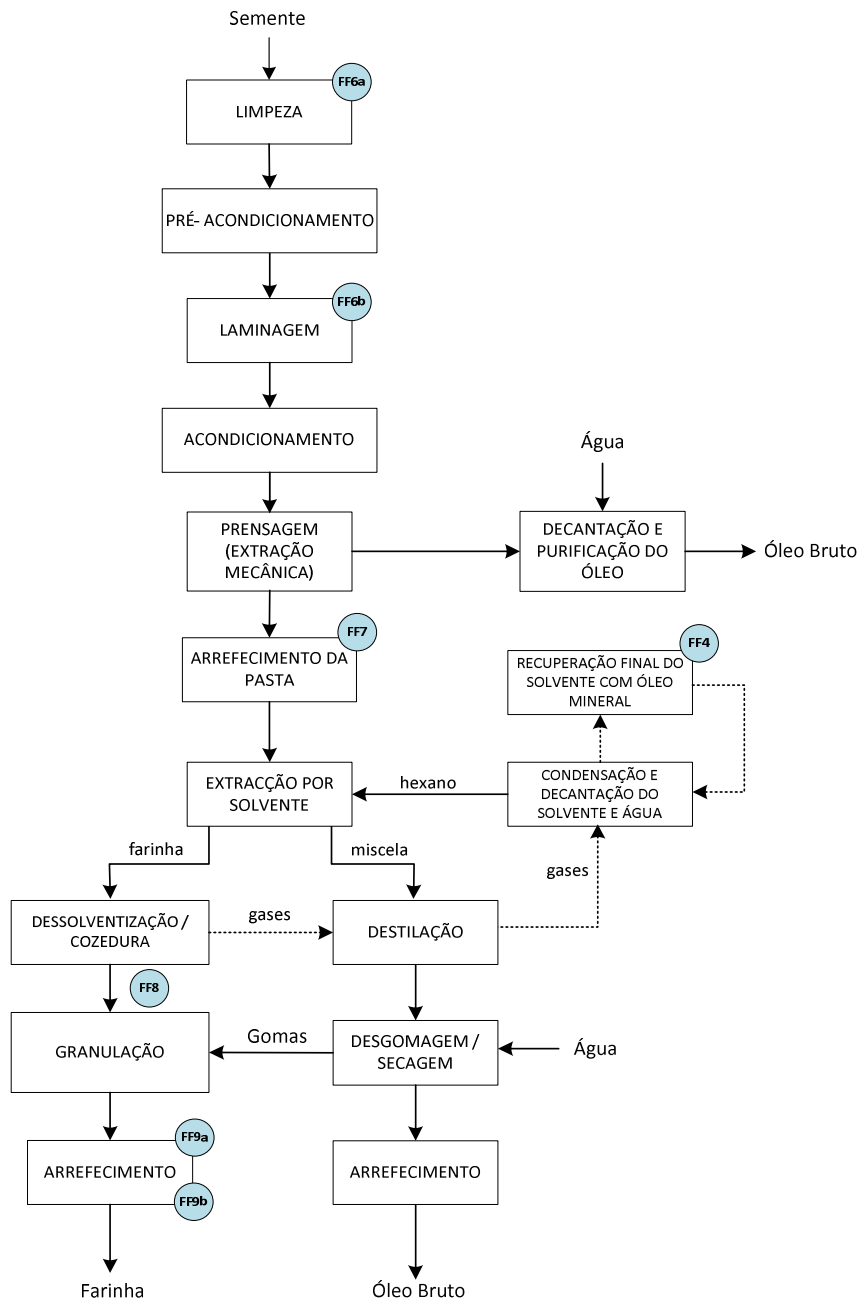 Semente
FF6a
LIMPEZA
PRÉ- ACONDICIONAMENTO
FF6b
LAMINAGEM
ACONDICIONAMENTO
Água
PRENSAGEM
(EXTRAÇÃO
MECÂNICA)
DECANTAÇÃO E
PURIFICAÇÃO DO
ÓLEO
Óleo Bruto
FF7
ARREFECIMENTO DA
PASTA
FF4
RECUPERAÇÃO FINAL DO
SOLVENTE COM ÓLEO
MINERAL
EXTRACÇÃO POR
SOLVENTE
hexano
CONDENSAÇÃO E
DECANTAÇÃO DO
SOLVENTE E ÁGUA
farinha
miscela
gases
DESSOLVENTIZAÇÃO /
COZEDURA
gases
DESTILAÇÃO
FF8
GRANULAÇÃO
Gomas
DESGOMAGEM /
SECAGEM
Água
FF9a
ARREFECIMENTO
FF9b
ARREFECIMENTO
Farinha
Óleo Bruto